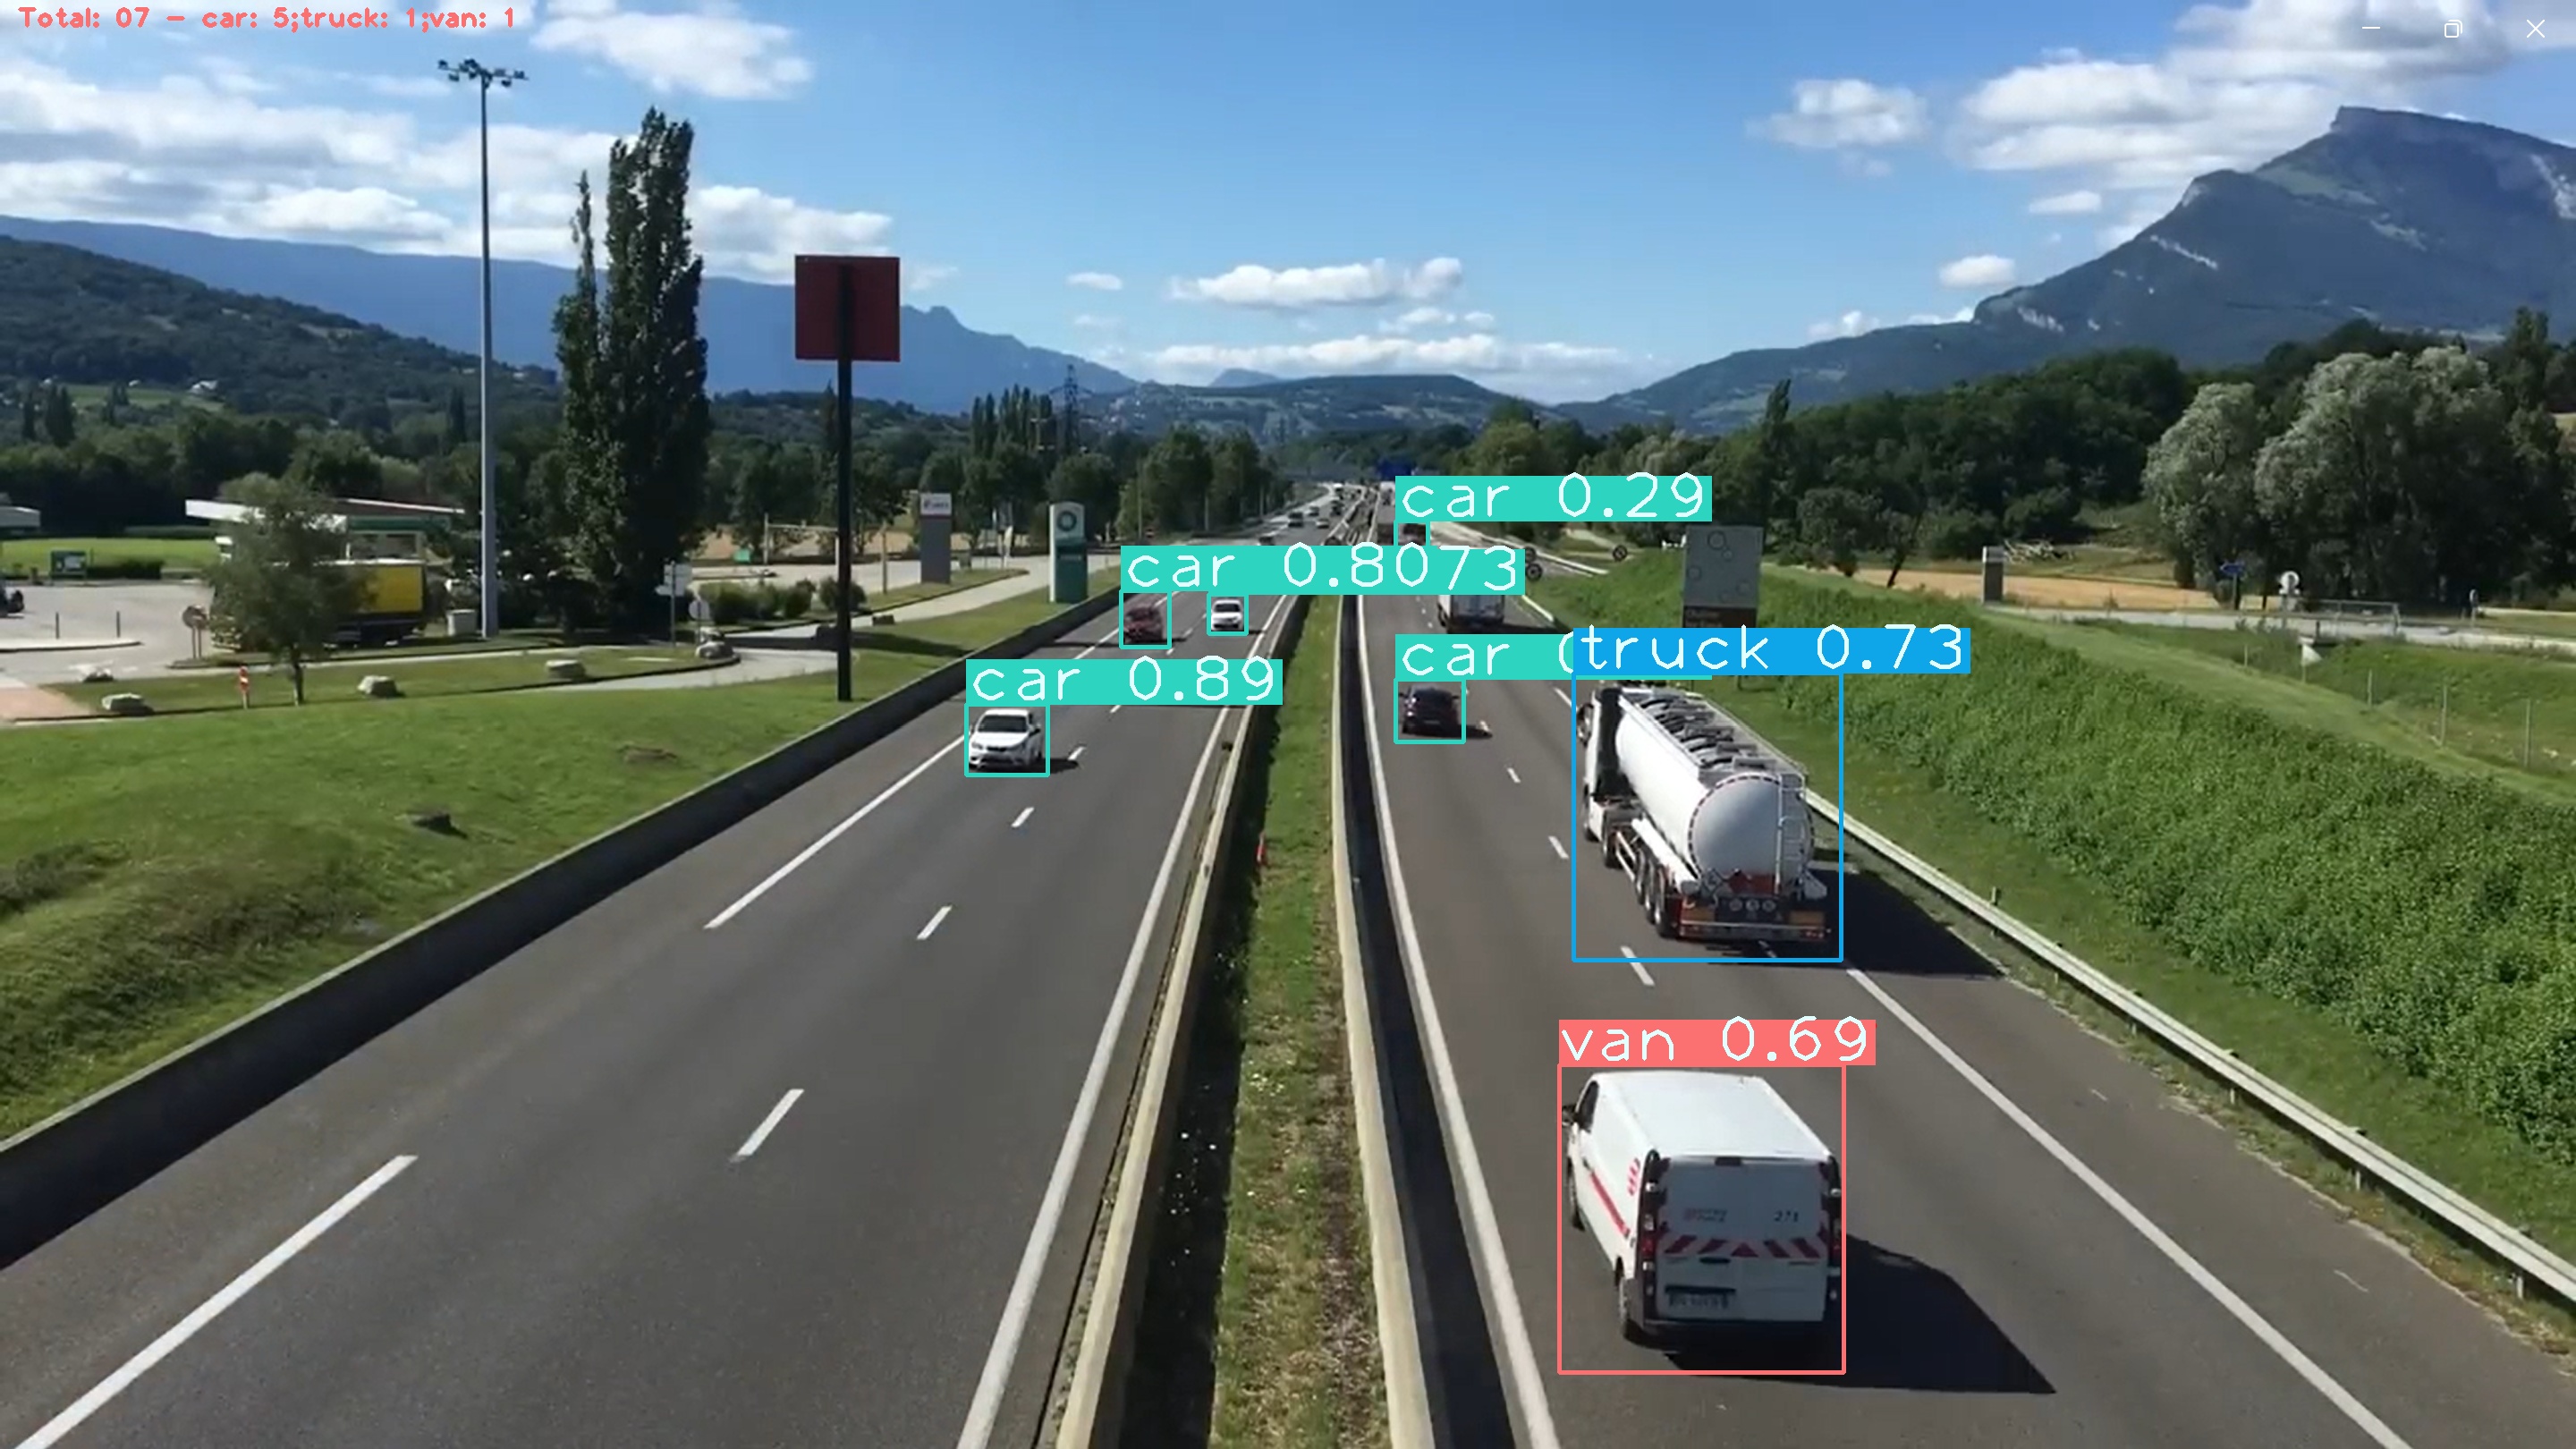 Total: 07 - car: 5;truck: 1;van: 1
car 0.29
car 0.8073
car
truck 0.73
car 0.89
van 0.69
271